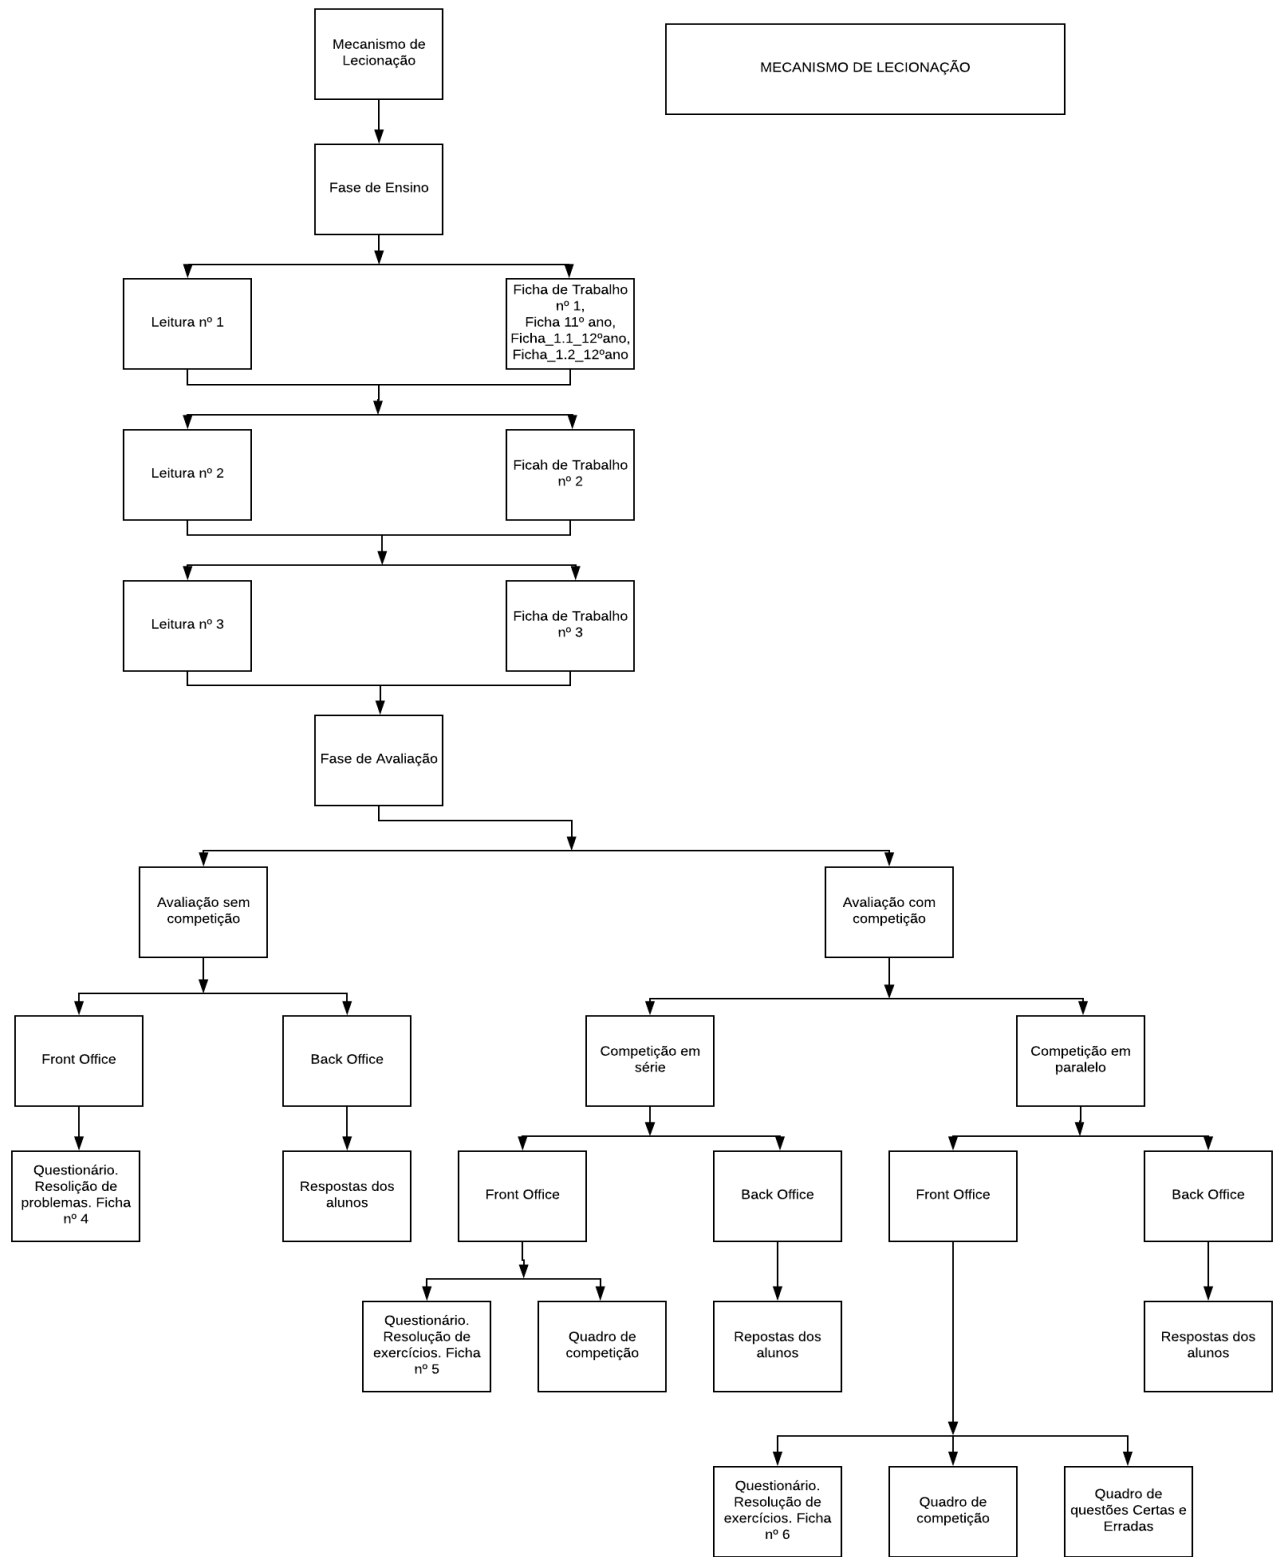 Mecanismo de
Lecionação
MECANISMO DE LECIONAÇÃO
Fase de Ensino
Leitura nº 1
Ficha de Trabalho
nº 1,
Ficha 11º ano,
Ficha_1.1_12ºano,
Ficha_1.2_12ºano
Leitura nº 2
Ficah de Trabalho
nº 2
Leitura nº 3
Ficha de Trabalho
nº 3
Fase de Avaliação
Avaliação sem
competição
Avaliação com
competição
Front Office
Back Office
Competição em
série
Competição em
paralelo
Questionário.
Resolição de
problemas. Ficha
nº 4
Respostas dos
alunos
Front Office
Back Office
Front Office
Back Office
Questionário.
Resolução de
exercícios. Ficha
nº 5
Quadro de
competição
Repostas dos
alunos
Respostas dos
alunos
Questionário.
Resolução de
exercícios. Ficha
nº 6
Quadro de
competição
Quadro de
questões Certas e
Erradas